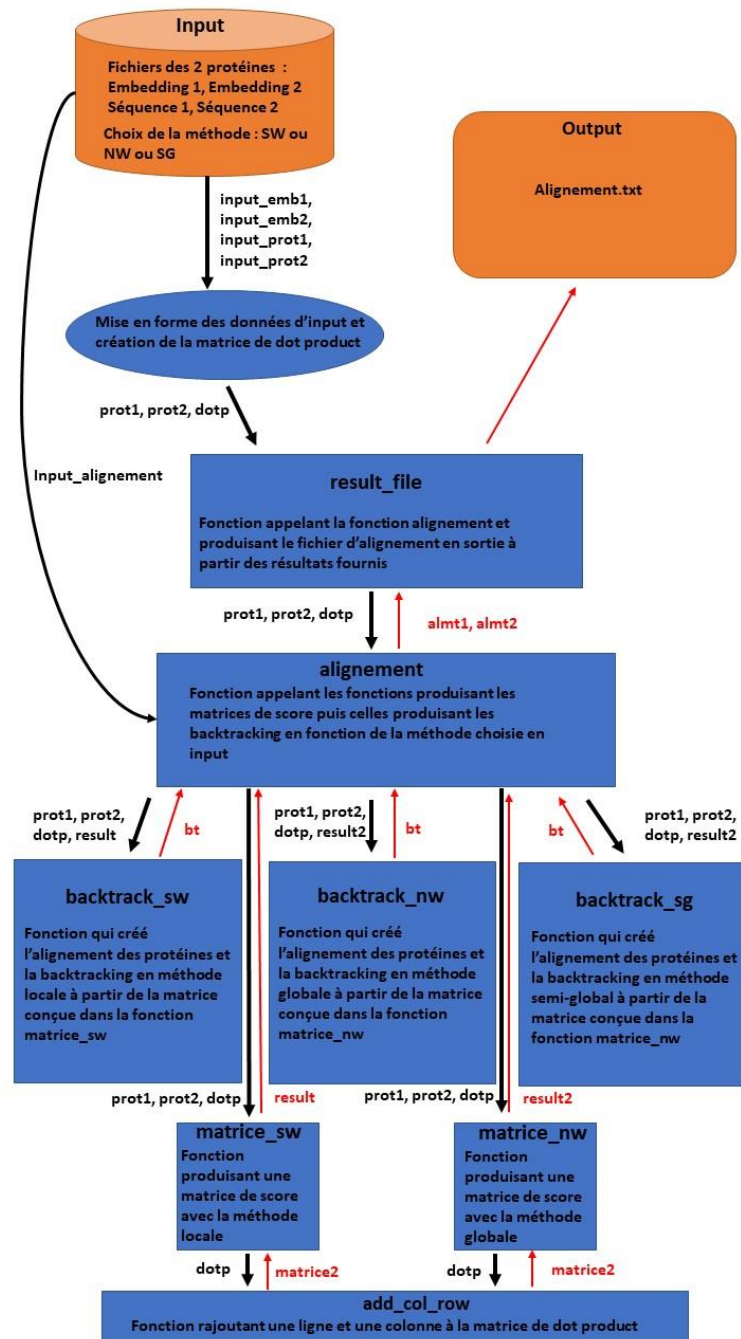 Input
Fichiers des 2 protéines :
Embedding 1, Embedding 2
Séquence 1, Séquence 2
Choix de la méthode : SW ou
NW ou SG
Output
Alignement.txt
input_emb1,
input_emb2,
input_prot1,
input_prot2
Mise en forme des données d'input et
création de la matrice de dot product
prot1, prot2, dotp
Input_alignement
result_file
Fonction appelant la fonction alignement et
produisant le fichier d'alignement en sortie à
partir des résultats fournis
prot1, prot2, dotp
almt1, almt2
alignement
Fonction appelant les fonctions produisant les
matrices de score puis celles produisant les
backtracking en fonction de la méthode choisie en
input
prot1, prot2,
dotp, result
bt
prot1, prot2,
dotp, result2
bt
bt
prot1, prot2,
dotp, result2
backtrack_sw
Fonction qui créé
l'alignement des protéines et
la backtracking en méthode
locale à partir de la matrice
conçue dans la fonction
matrice_sw
backtrack_nw
Fonction qui créé
l'alignement des protéines et
la backtracking en méthode
globale à partir de la matrice
conçue dans la fonction
matrice_nw
backtrack_sg
Fonction qui créé
l'alignement des protéines et
la backtracking en méthode
semi-global à partir de la
matrice conçue dans la
fonction matrice_nw
prot1, prot2, dotp
result
prot1, prot2, dotp
result2
matrice_sw
Fonction
produisant une
matrice de score
avec la méthode
locale
matrice_nw
Fonction
produisant une
matrice de score
avec la méthode
globale
dotp
matrice2
dotp
matrice2
add_col_row
Fonction rajoutant une ligne et une colonne à la matrice de dot product